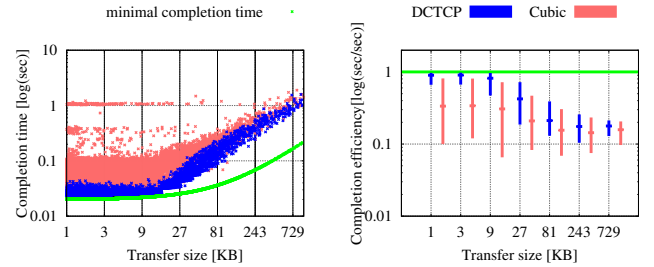 minimal completion time
DCTCP Cubic
Completion time [log(sec)]
10
1
0.1
0.01
1 3 9 27 81 243 729
Transfer size [KB]
Completion efficiency[log(sec/sec)]
1
0.1
0.01
1 3 9 27 81 243 729
Transfer size [KB]